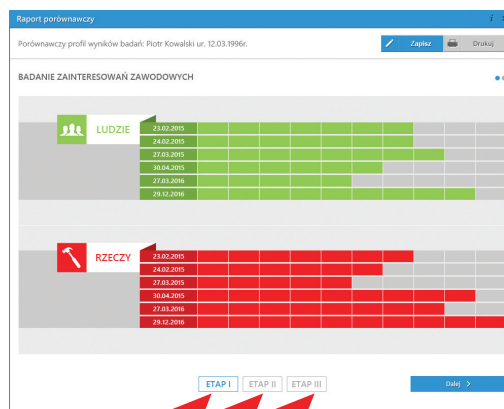 Raport porównawczy
i
Porównawczy profil wyników badań: Piotr Kowalski ur. 12.03.1996r.
Zapisz
Drukuj
BADANIE ZAINTERESOWAŃ ZAWODOWYCH
LUDZIE
23.02.2015
24.02.2015
27.03.2015
30.04.2015
27.03.2016
29.12.2016
RZECZY
23.02.2015
24.02.2015
27.03.2015
30.04.2015
27.03.2016
29.12.2016
ETAP I ETAP II ETAP III
Dalej >